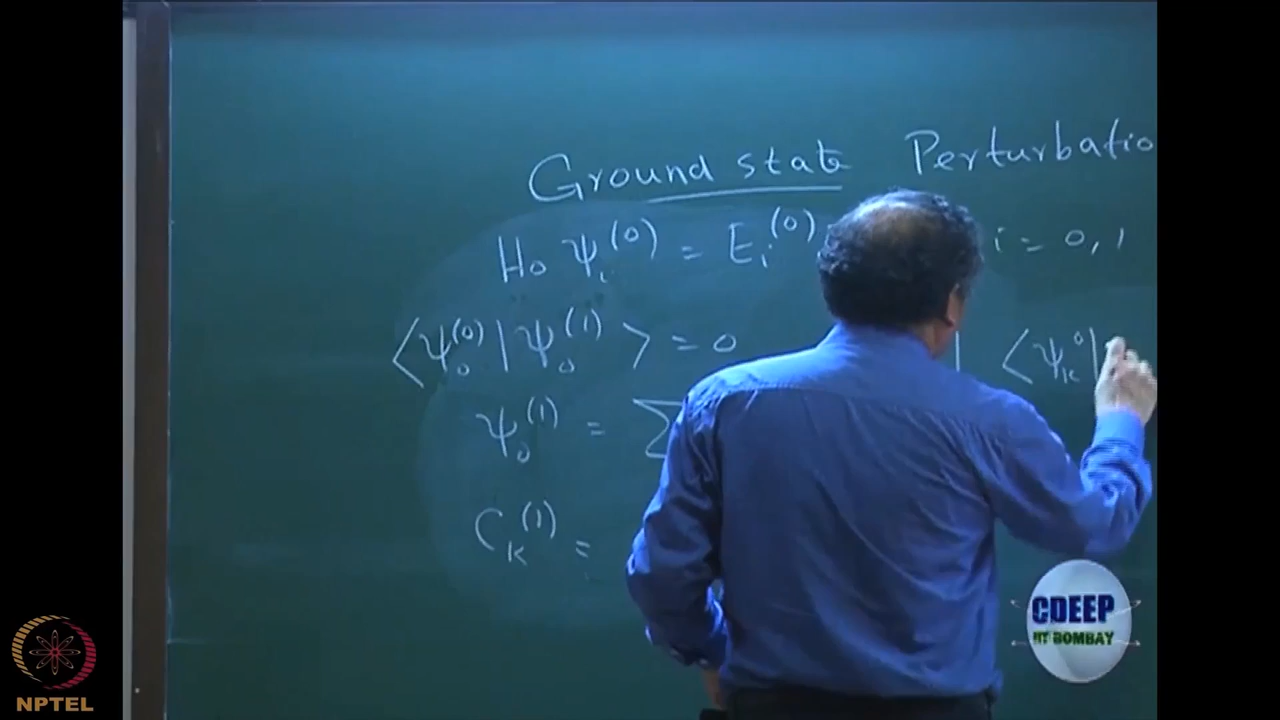 Ground state Perturbatio
H₀ ψᵢ⁽⁰⁾ = Eᵢ⁽⁰⁾ i = 0, 1
⟨ψ₀⁽⁰⁾|ψ₀⁽¹⁾⟩ = 0 | ⟨ψₖ⁰|
ψ₀⁽¹⁾ = Σ
Cₖ⁽¹⁾ =
CDEEP
IIT BOMBAY
NPTEL